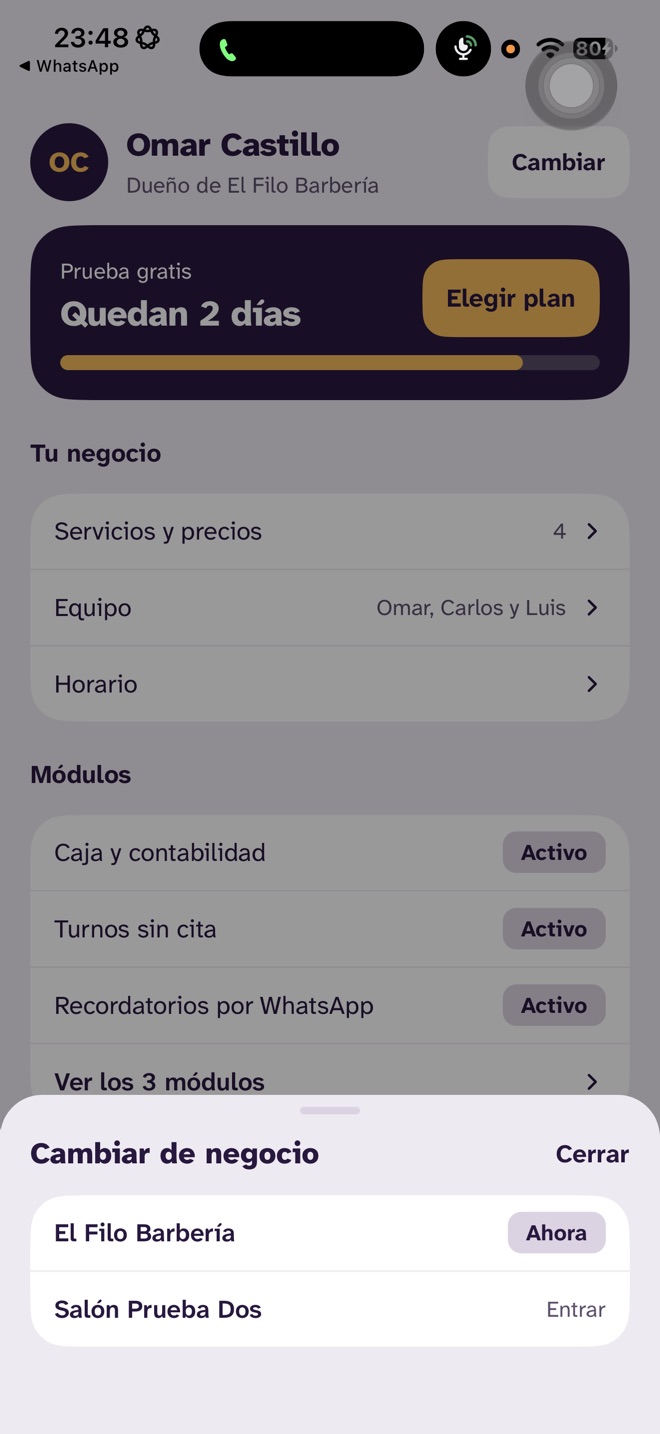 23:48
80
◀ WhatsApp
OC
Omar Castillo
Dueño de El Filo Barbería
Cambiar
Prueba gratis
Quedan 2 días
Elegir plan
Tu negocio
Servicios y precios 4
Equipo Omar, Carlos y Luis
Horario
Módulos
Caja y contabilidad Activo
Turnos sin cita Activo
Recordatorios por WhatsApp Activo
Ver los 3 módulos
Cambiar de negocio Cerrar
El Filo Barbería Ahora
Salón Prueba Dos Entrar